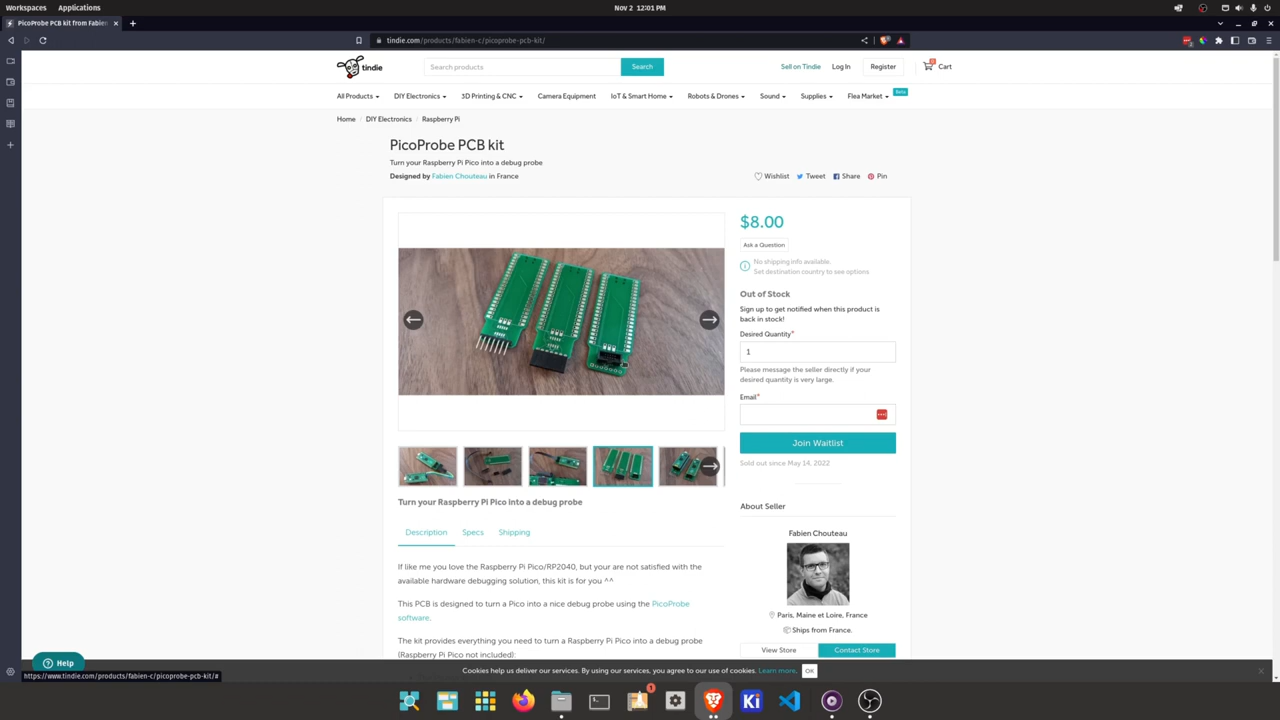 Workspaces
Applications
Nov 2 12:01 PM
PicoProbe PCB kit from Fabien
tindie.com/products/fabien-c/picoprobe-pcb-kit/
tindie
Search products
Search
Sell on Tindie
Log In
Register
0
Cart
All Products
DIY Electronics
3D Printing & CNC
Camera Equipment
IoT & Smart Home
Robots & Drones
Sound
Supplies
Flea Market
Beta
Home / DIY Electronics / Raspberry Pi
PicoProbe PCB kit
Turn your Raspberry Pi Pico into a debug probe
Designed by Fabien Chouteau in France
Wishlist
Tweet
Share
Pin
$8.00
Ask a Question
No shipping info available.
Set destination country to see options
Out of Stock
Sign up to get notified when this product is
back in stock!
Desired Quantity*
1
Please message the seller directly if your
desired quantity is very large.
Email*
Join Waitlist
Sold out since May 14, 2022
Turn your Raspberry Pi Pico into a debug probe
Description
Specs
Shipping
If like me you love the Raspberry Pi Pico/RP2040, but your are not satisfied with the
available hardware debugging solution, this kit is for you ^^
This PCB is designed to turn a Pico into a nice debug probe using the PicoProbe
software.
The kit provides everything you need to turn a Raspberry Pi Pico into a debug probe
(Raspberry Pi Pico not included):
About Seller
Fabien Chouteau
Paris, Maine et Loire, France
Ships from France.
View Store
Contact Store
Help
Cookies help us deliver our services. By using our services, you agree to our use of cookies. Learn more.
OK
https://www.tindie.com/products/fabien-c/picoprobe-pcb-kit/#
1
Ki